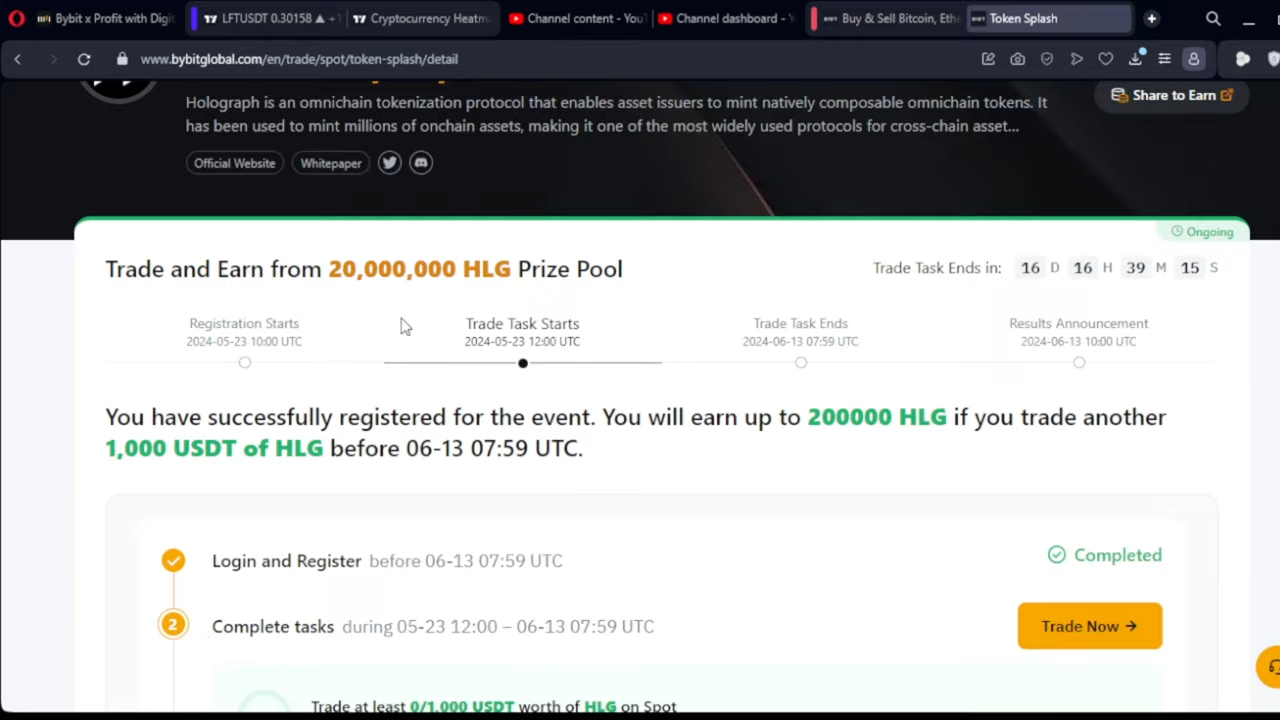 Bybit x Profit with Digi
LFTUSDT 0.30158 ▲ +1
Cryptocurrency Heatm
Channel content - You
Channel dashboard - Y
Buy & Sell Bitcoin, Ethe
Token Splash
www.bybitglobal.com/en/trade/spot/token-splash/detail
Holograph is an omnichain tokenization protocol that enables asset issuers to mint natively composable omnichain tokens. It
has been used to mint millions of onchain assets, making it one of the most widely used protocols for cross-chain asset...
Share to Earn
Official Website
Whitepaper
Ongoing
Trade and Earn from 20,000,000 HLG Prize Pool
Trade Task Ends in: 16 D 16 H 39 M 15 S
Registration Starts
2024-05-23 10:00 UTC
Trade Task Starts
2024-05-23 12:00 UTC
Trade Task Ends
2024-06-13 07:59 UTC
Results Announcement
2024-06-13 10:00 UTC
You have successfully registered for the event. You will earn up to 200000 HLG if you trade another
1,000 USDT of HLG before 06-13 07:59 UTC.
Login and Register before 06-13 07:59 UTC
Completed
2 Complete tasks during 05-23 12:00 – 06-13 07:59 UTC
Trade Now →
Trade at least 0/1,000 USDT worth of HLG on Spot